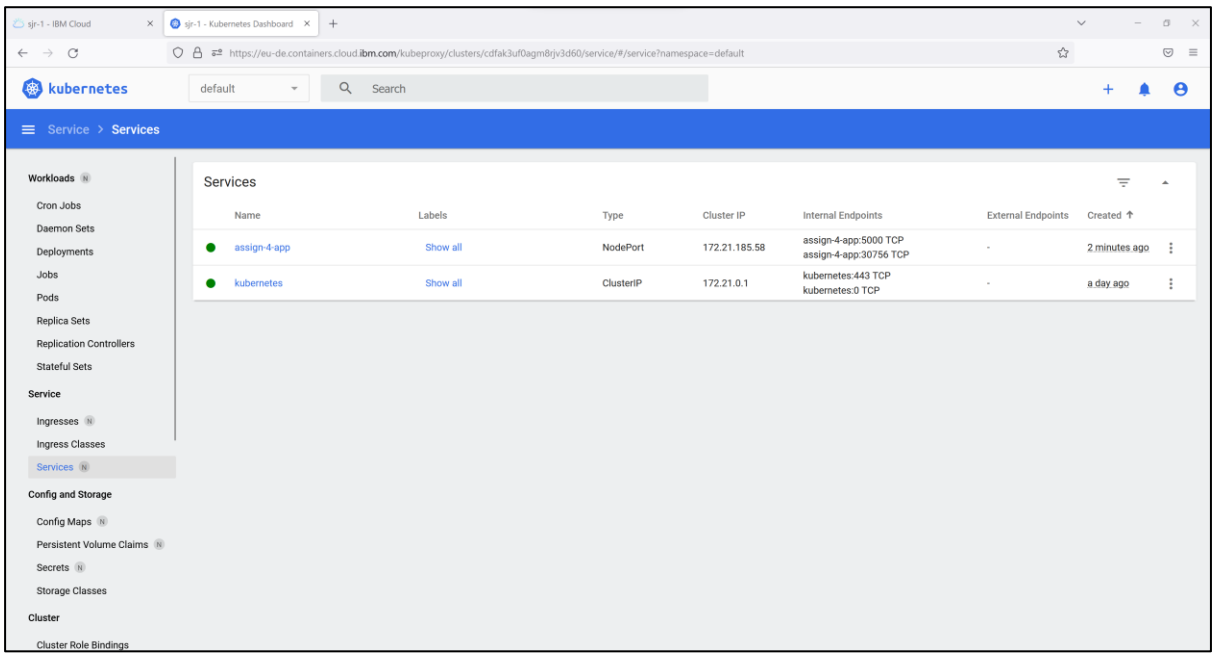 sjr-1 - IBM Cloud
sjr-1 - Kubernetes Dashboard
https://eu-de.containers.cloud.ibm.com/kubeproxy/clusters/cdfak3uf0agm8rjv3d60/service/#/service?namespace=default
kubernetes
default
Search
Service > Services
Workloads N
Cron Jobs
Daemon Sets
Deployments
Jobs
Pods
Replica Sets
Replication Controllers
Stateful Sets
Service
Ingresses N
Ingress Classes
Services N
Config and Storage
Config Maps N
Persistent Volume Claims N
Secrets N
Storage Classes
Cluster
Cluster Role Bindings
Services
Name Labels Type Cluster IP Internal Endpoints External Endpoints Created
assign-4-app Show all NodePort 172.21.185.58 assign-4-app:5000 TCP - 2 minutes ago
assign-4-app:30756 TCP
kubernetes Show all ClusterIP 172.21.0.1 kubernetes:443 TCP - a day ago
kubernetes:0 TCP